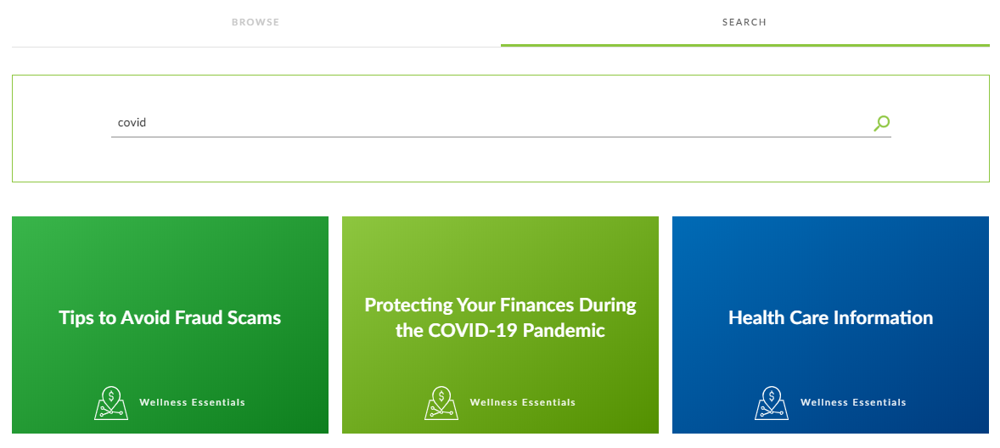 BROWSE
SEARCH
covid
Tips to Avoid Fraud Scams
Wellness Essentials
Protecting Your Finances During
the COVID-19 Pandemic
Wellness Essentials
Health Care Information
Wellness Essentials